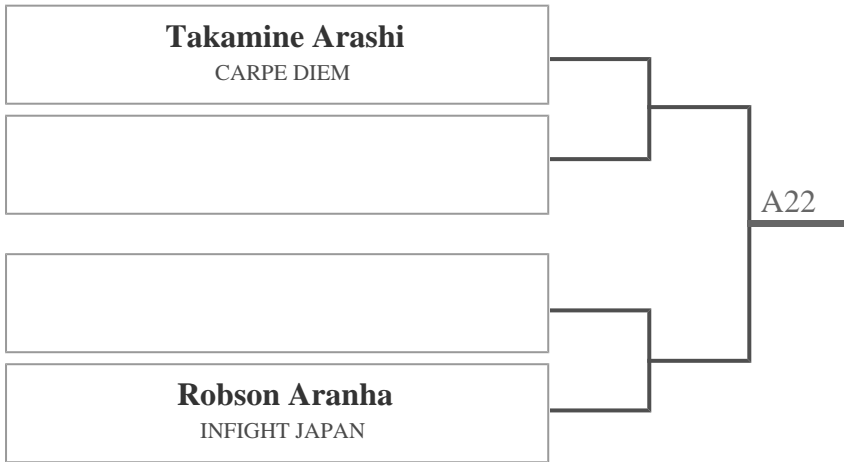 Takamine Arashi
CARPE DIEM
A22
Robson Aranha
INFIGHT JAPAN